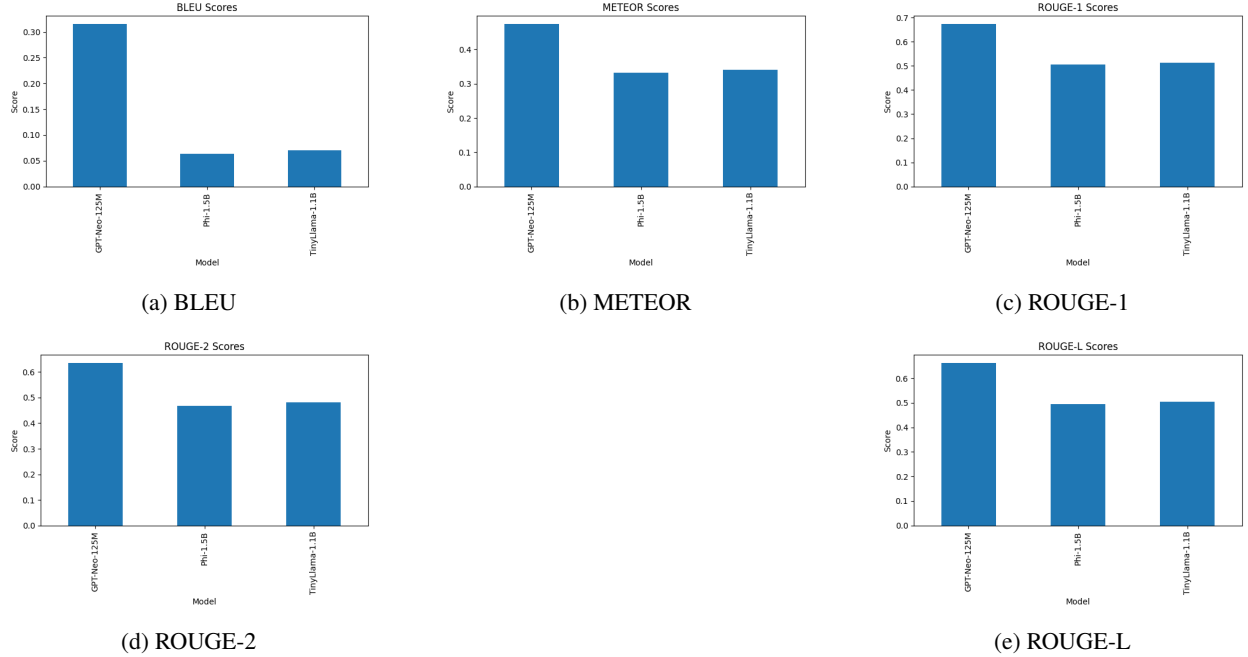 BLEU Scores
0.30
0.25
0.20
0.15
0.10
0.05
0.00
Score
GPT-Neo-125M
Phi-1.5B
TinyLlama-1.1B
Model
(a) BLEU
METEOR Scores
0.4
0.3
0.2
0.1
0.0
Score
GPT-Neo-125M
Phi-1.5B
TinyLlama-1.1B
Model
(b) METEOR
ROUGE-1 Scores
0.7
0.6
0.5
0.4
0.3
0.2
0.1
0.0
Score
GPT-Neo-125M
Phi-1.5B
TinyLlama-1.1B
Model
(c) ROUGE-1
ROUGE-2 Scores
0.6
0.5
0.4
0.3
0.2
0.1
0.0
Score
GPT-Neo-125M
Phi-1.5B
TinyLlama-1.1B
Model
(d) ROUGE-2
ROUGE-L Scores
0.6
0.5
0.4
0.3
0.2
0.1
0.0
Score
GPT-Neo-125M
Phi-1.5B
TinyLlama-1.1B
Model
(e) ROUGE-L